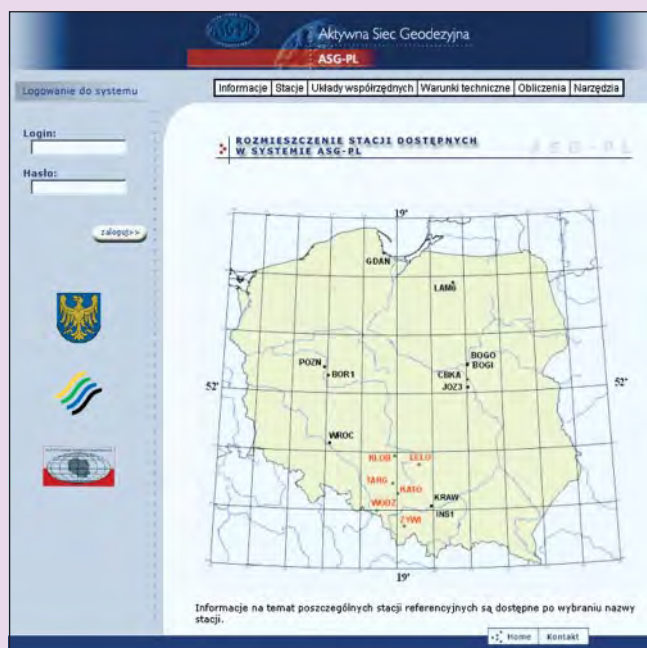 Aktywna Siec Geodezyjna
ASG-PL
Logowanie do systemu
Informacje Stacje Układy współrzędnych Warunki techniczne Obliczenia Narzędzia
Login:
Hasło:
zaloguj>>
ROZMIESZCZENIE STACJI DOSTĘPNYCH
W SYSTEMIE ASG-PL
ASG-PL
19°
GDAN
LAM6
BOGO
POZN
BOGI
BOR1
CBKA
52°
JOZ3
52°
WROC
KLOB
LELO
TARG
KATO
WODZ
KRAW
INS1
ZYWI
19°
Informacje na temat poszczególnych stacji referencyjnych są dostępne po wybraniu nazwy
stacji.
Home Kontakt